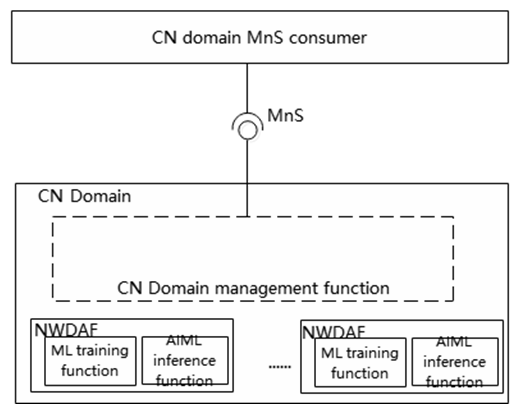 CN domain MnS consumer
MnS
CN Domain
CN Domain management function
NWDAF
ML training
function
AIML
inference
function
......
NWDAF
ML training
function
AIML
inference
function